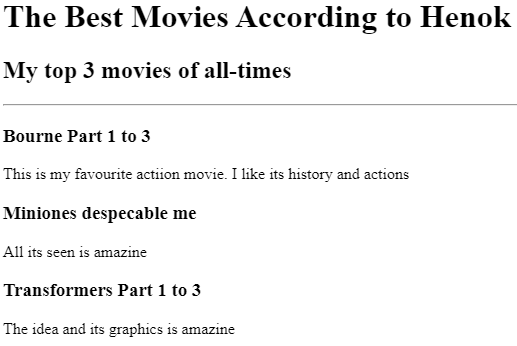 The Best Movies According to Henok
My top 3 movies of all-times
Bourne Part 1 to 3
This is my favourite actiion movie. I like its history and actions
Miniones despecable me
All its seen is amazine
Transformers Part 1 to 3
The idea and its graphics is amazine